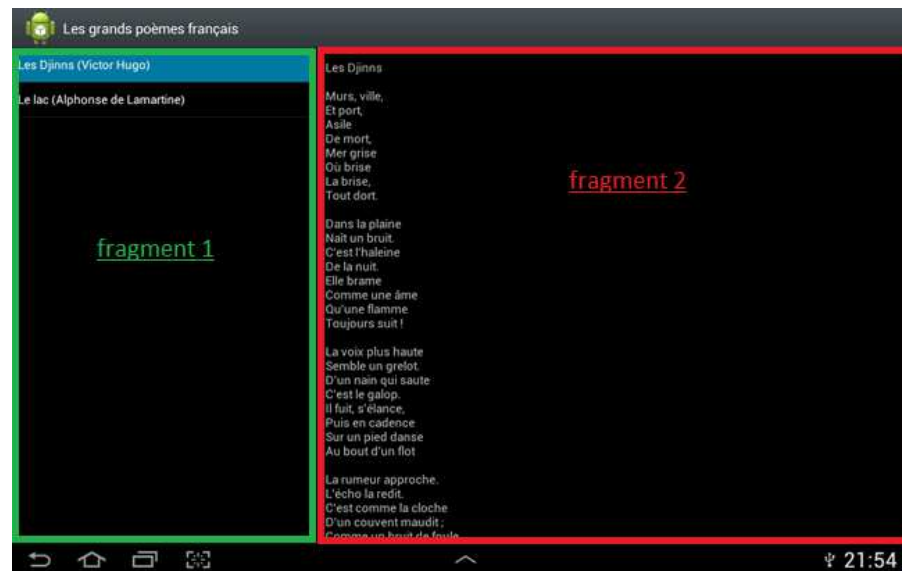 Les grands poèmes français
Les Djinns (Victor Hugo)
Le lac (Alphonse de Lamartine)
fragment 1
Les Djinns
Murs, ville,
Et port,
Asile
De mort,
Mer grise
Où brise
La brise,
Tout dort.
Dans la plaine
Naît un bruit.
C'est l'haleine
De la nuit.
Elle brame
Comme une âme
Qu'une flamme
Toujours suit !
La voix plus haute
Semble un grelot.
D'un nain qui saute
C'est le galop.
Il fuit, s'élance,
Puis en cadence
Sur un pied danse
Au bout d'un flot
La rumeur approche.
L'écho la redit.
C'est comme la cloche
D'un couvent maudit ;
Comme un bruit de foule
fragment 2
21:54